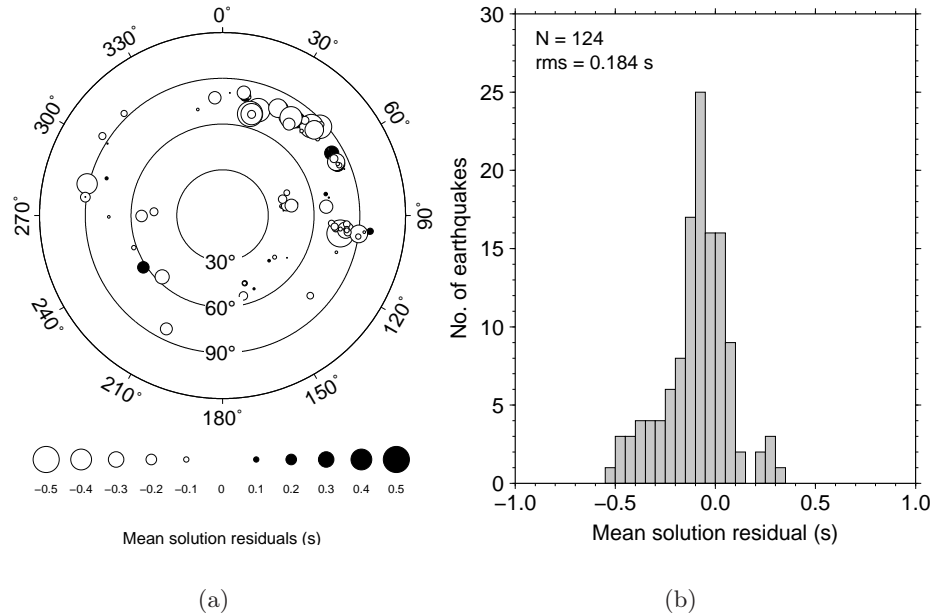 0°
30°
60°
90°
120°
150°
180°
210°
240°
270°
300°
330°
30°
60°
90°
−0.5 −0.4 −0.3 −0.2 −0.1 0 0.1 0.2 0.3 0.4 0.5
Mean solution residuals (s)
(a)
N = 124
rms = 0.184 s
No. of earthquakes
30
25
20
15
10
5
0
−1.0 −0.5 0.0 0.5 1.0
Mean solution residual (s)
(b)